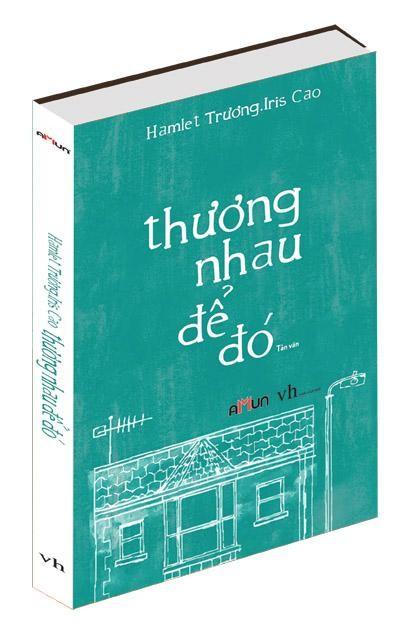 Hamlet Trương.Iris Cao
thương
nhau
để
đó
Tản văn
AMUN vh
AMUN
Hamlet Trương.Iris Cao thương nhau để đó
vh